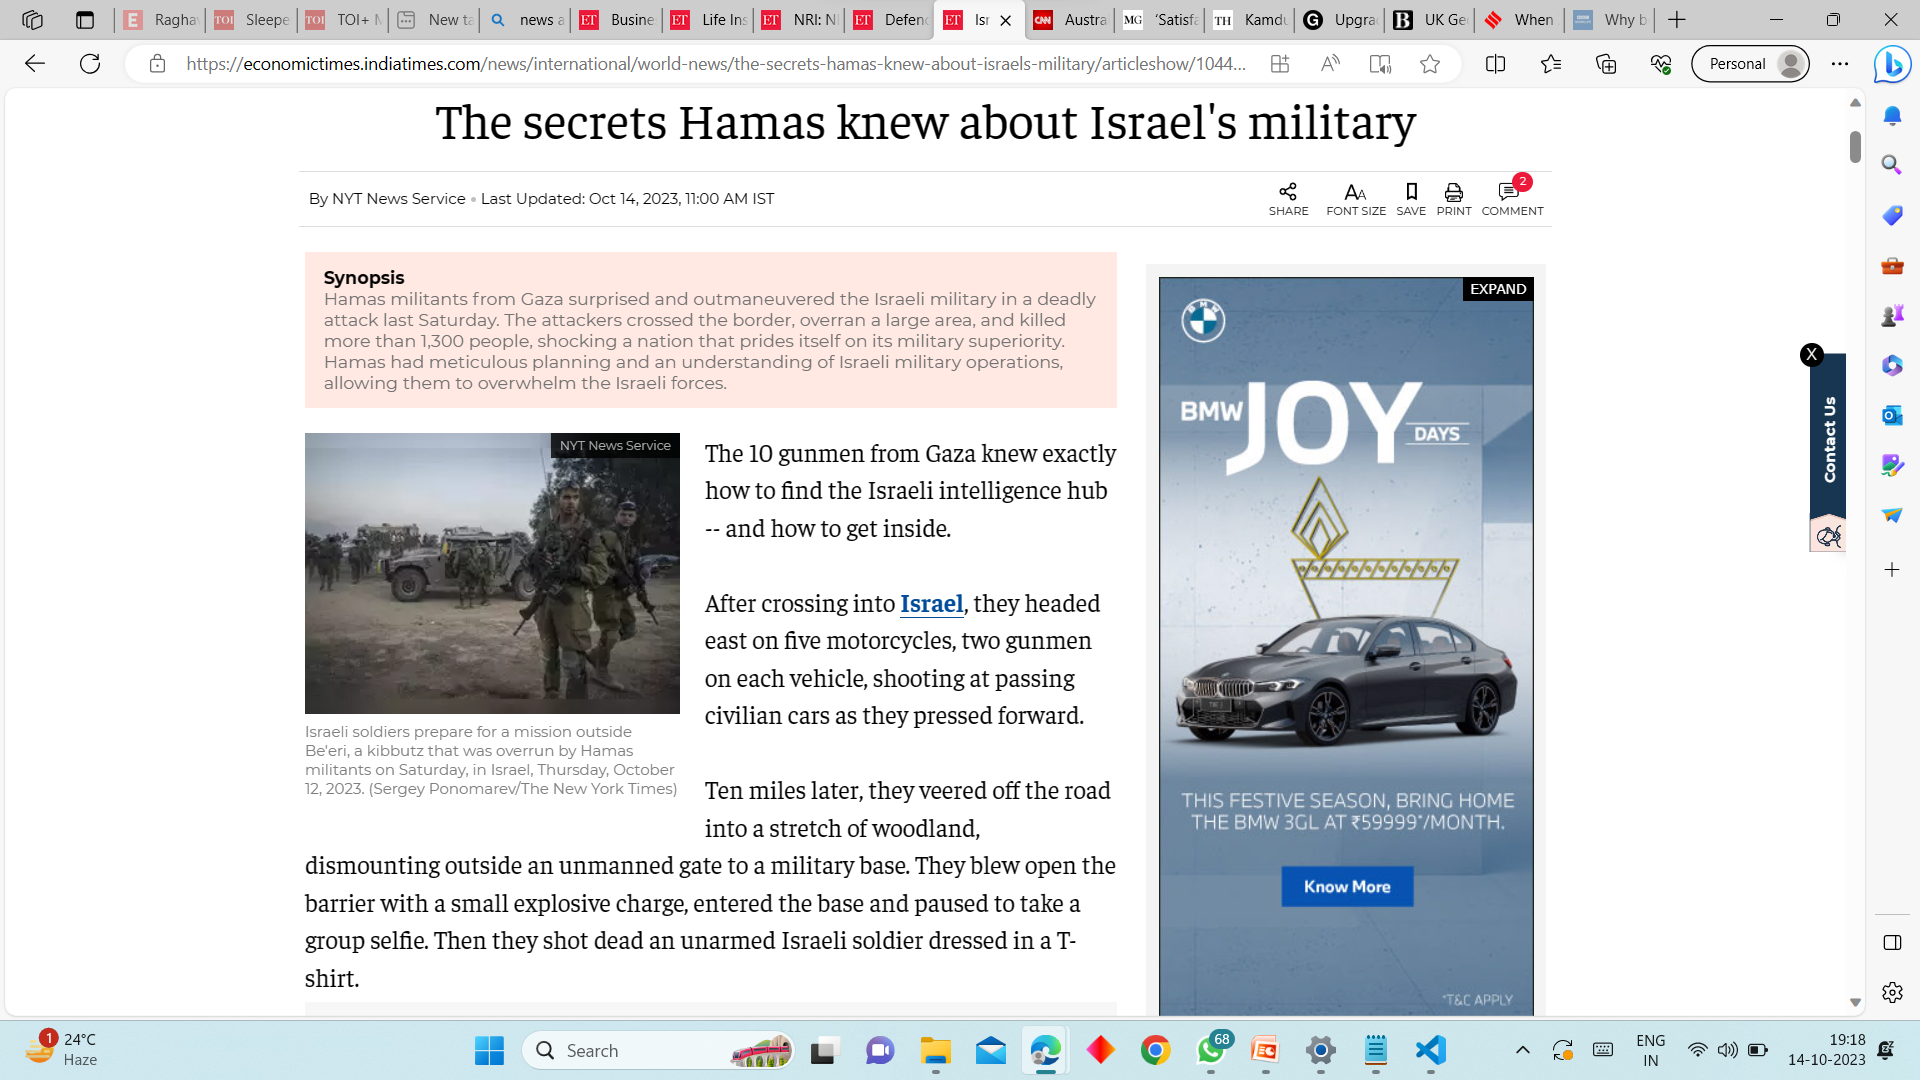 Ragha
Sleepe
TOI+ M
New ta
news a
Busine
Life Ins
NRI: N
Defenc
Isr
Austra
'Satisfa
Kamdu
Upgra
UK Ge
When
Why b
https://economictimes.indiatimes.com/news/international/world-news/the-secrets-hamas-knew-about-israels-military/articleshow/1044...
Personal
The secrets Hamas knew about Israel's military
By NYT News Service • Last Updated: Oct 14, 2023, 11:00 AM IST
SHARE
FONT SIZE
SAVE
PRINT
2
COMMENT
Synopsis
Hamas militants from Gaza surprised and outmaneuvered the Israeli military in a deadly
attack last Saturday. The attackers crossed the border, overran a large area, and killed
more than 1,300 people, shocking a nation that prides itself on its military superiority.
Hamas had meticulous planning and an understanding of Israeli military operations,
allowing them to overwhelm the Israeli forces.
NYT News Service
Israeli soldiers prepare for a mission outside
Be'eri, a kibbutz that was overrun by Hamas
militants on Saturday, in Israel, Thursday, October
12, 2023. (Sergey Ponomarev/The New York Times)
The 10 gunmen from Gaza knew exactly
how to find the Israeli intelligence hub
-- and how to get inside.
After crossing into Israel, they headed
east on five motorcycles, two gunmen
on each vehicle, shooting at passing
civilian cars as they pressed forward.
Ten miles later, they veered off the road
into a stretch of woodland,
dismounting outside an unmanned gate to a military base. They blew open the
barrier with a small explosive charge, entered the base and paused to take a
group selfie. Then they shot dead an unarmed Israeli soldier dressed in a T-
shirt.
EXPAND
BMW JOY DAYS
THIS FESTIVE SEASON, BRING HOME
THE BMW 3GL AT ₹59999*/MONTH.
Know More
*T&C APPLY
X
Contact Us
1
24°C
Haze
Search
68
ENG
IN
19:18
14-10-2023